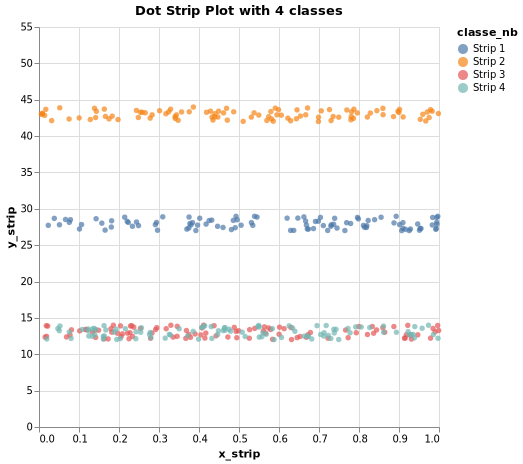 Dot Strip Plot with 4 classes
classe_nb
Strip 1
Strip 2
Strip 3
Strip 4
y_strip
55
50
45
40
35
30
25
20
15
10
5
0
0.0 0.1 0.2 0.3 0.4 0.5 0.6 0.7 0.8 0.9 1.0
x_strip